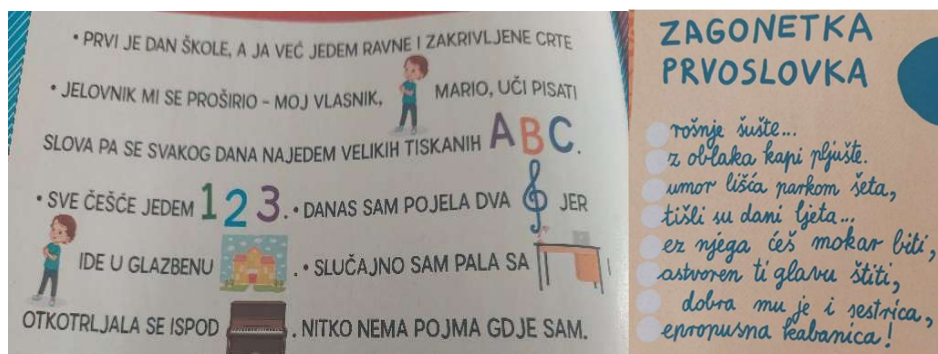 • PRVI JE DAN ŠKOLE, A JA VEĆ JEDEM RAVNE I ZAKRIVLJENE CRTE
• JELOVNIK MI SE PROŠIRIO – MOJ VLASNIK, MARIO, UČI PISATI
SLOVA PA SE SVAKOG DANA NAJEDEM VELIKIH TISKANIH ABC.
• SVE ČEŠĆE JEDEM 123. • DANAS SAM POJELA DVA JER
IDE U GLAZBENU . • SLUČAJNO SAM PALA SA
OTKOTRLJALA SE ISPOD . NITKO NEMA POJMA GDJE SAM.
ZAGONETKA
PRVOSLOVKA
rošnje šušte...
z oblaka kapi pljušte.
umor lišća parkom šeta,
tišli su dani ljeta...
ez njega ćeš mokar biti,
astvoren ti glavu štiti,
dobra mu je i sestrica,
epropusna kabanica!